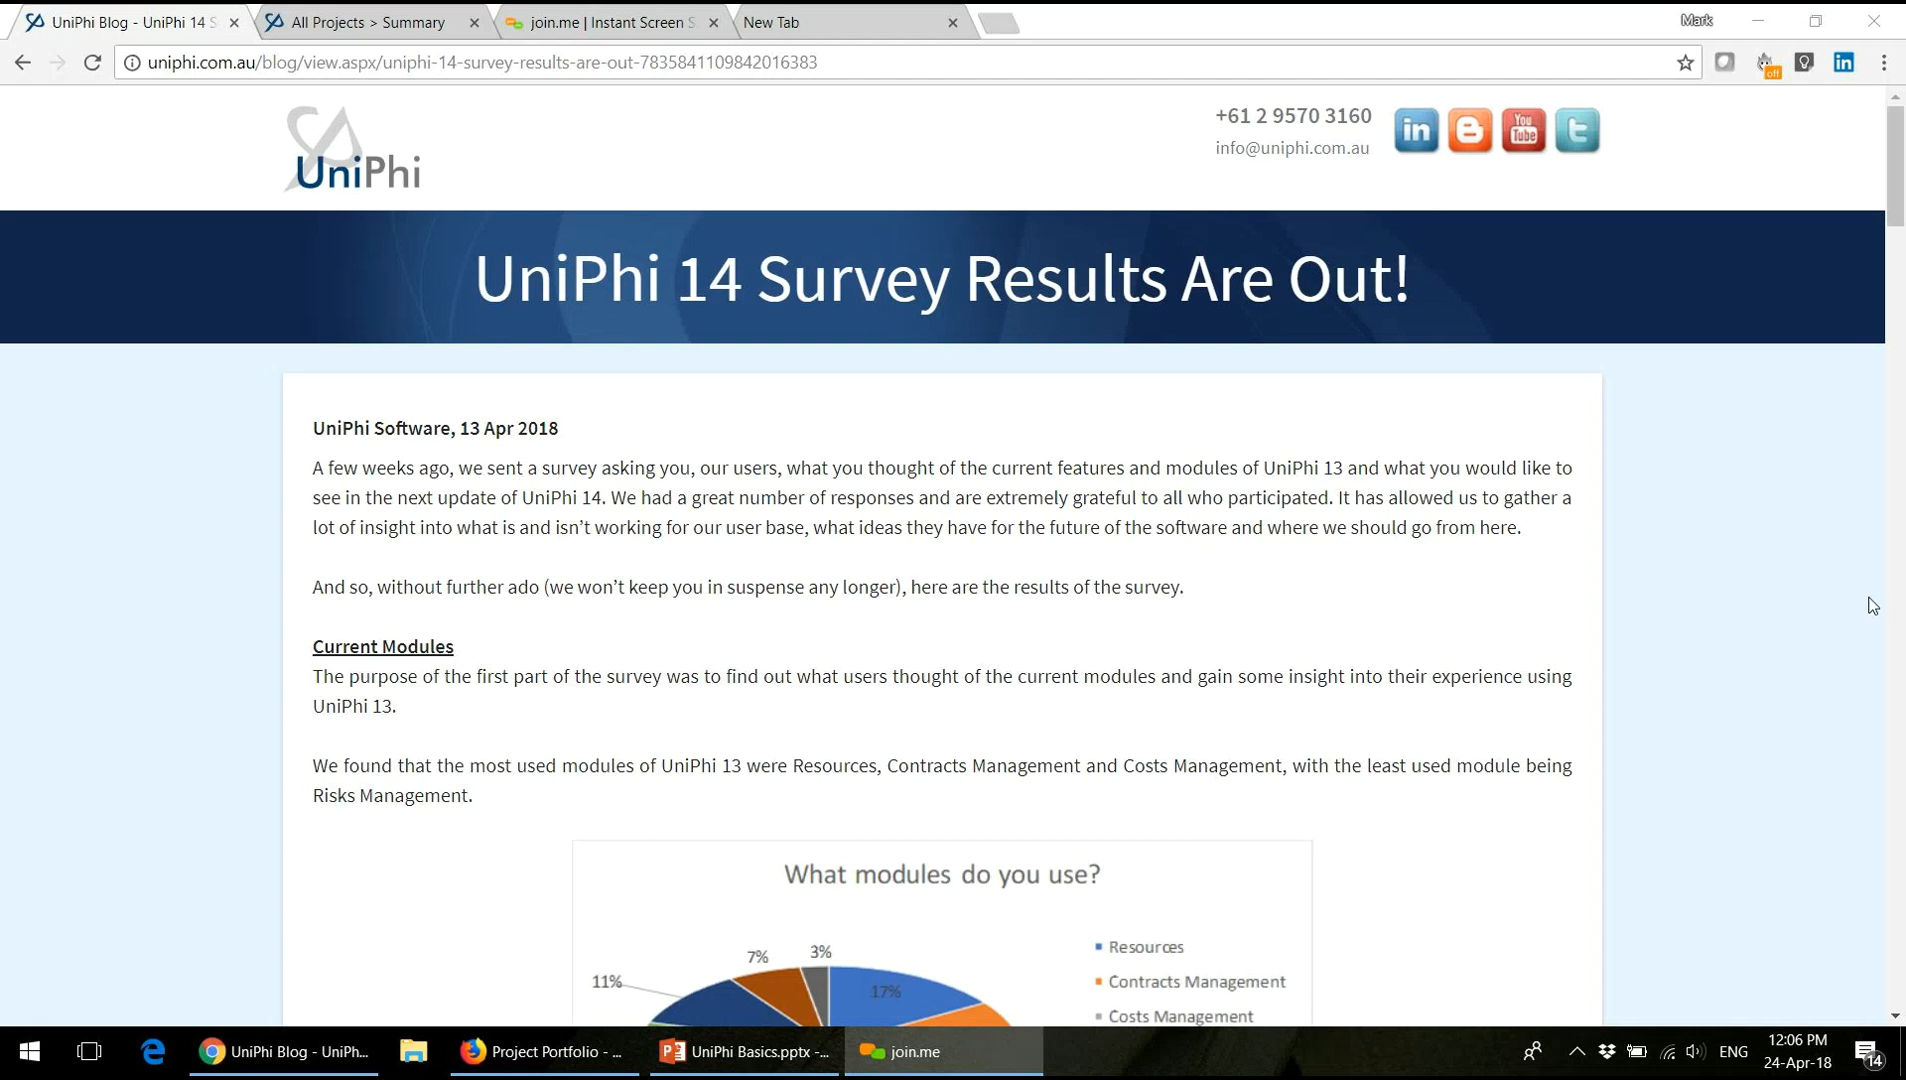 UniPhi Blog - UniPhi 14 S
All Projects > Summary
join.me | Instant Screen S
New Tab
Mark
uniphi.com.au/blog/view.aspx/uniphi-14-survey-results-are-out-7835841109842016383
off
in
UniPhi
+61 2 9570 3160
info@uniphi.com.au
in
You
Tube
UniPhi 14 Survey Results Are Out!
UniPhi Software, 13 Apr 2018
A few weeks ago, we sent a survey asking you, our users, what you thought of the current features and modules of UniPhi 13 and what you would like to
see in the next update of UniPhi 14. We had a great number of responses and are extremely grateful to all who participated. It has allowed us to gather a
lot of insight into what is and isn’t working for our user base, what ideas they have for the future of the software and where we should go from here.
And so, without further ado (we won’t keep you in suspense any longer), here are the results of the survey.
Current Modules
The purpose of the first part of the survey was to find out what users thought of the current modules and gain some insight into their experience using
UniPhi 13.
We found that the most used modules of UniPhi 13 were Resources, Contracts Management and Costs Management, with the least used module being
Risks Management.
What modules do you use?
7%
3%
11%
17%
Resources
Contracts Management
Costs Management
UniPhi Blog - UniPh...
Project Portfolio - ...
UniPhi Basics.pptx -...
join.me
ENG
12:06 PM
24-Apr-18
14